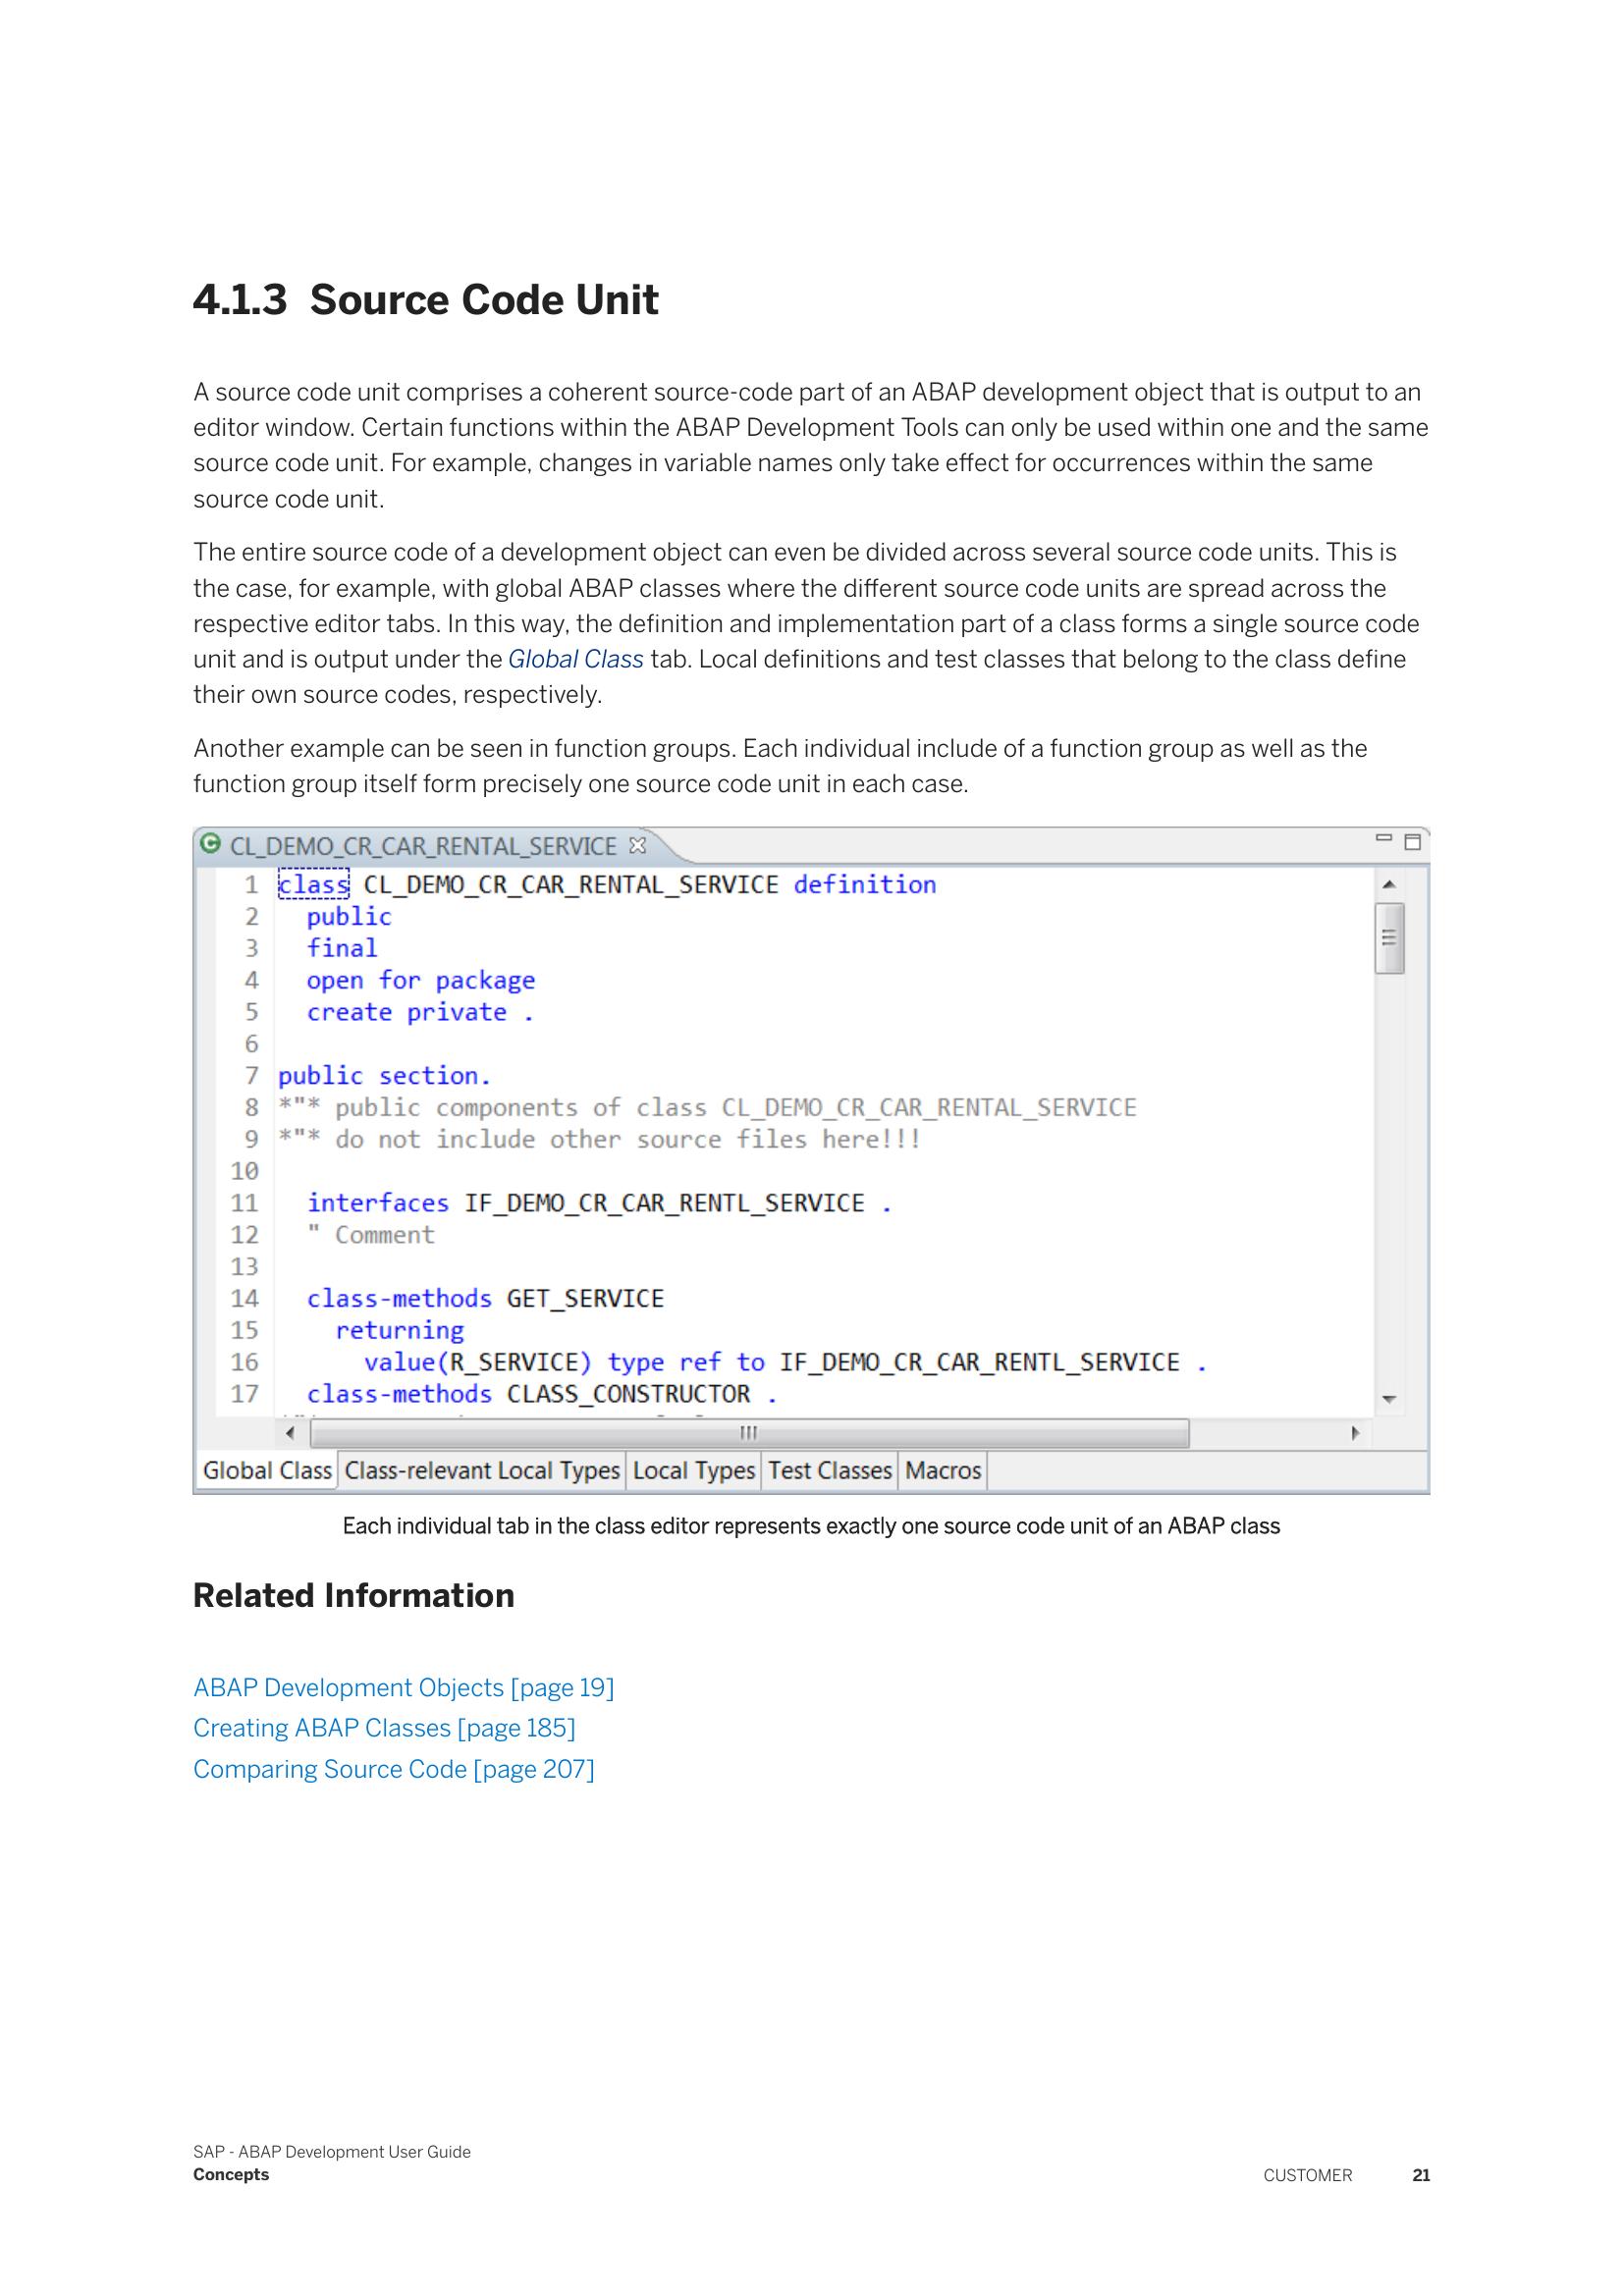 4.1.3 Source Code Unit
A source code unit comprises a coherent source-code part of an ABAP development object that is output to an
editor window. Certain functions within the ABAP Development Tools can only be used within one and the same
source code unit. For example, changes in variable names only take effect for occurrences within the same
source code unit.
The entire source code of a development object can even be divided across several source code units. This is
the case, for example, with global ABAP classes where the different source code units are spread across the
respective editor tabs. In this way, the definition and implementation part of a class forms a single source code
unit and is output under the Global Class tab. Local definitions and test classes that belong to the class define
their own source codes, respectively.
Another example can be seen in function groups. Each individual include of a function group as well as the
function group itself form precisely one source code unit in each case.
CL_DEMO_CR_CAR_RENTAL_SERVICE
1 class CL_DEMO_CR_CAR_RENTAL_SERVICE definition
2 public
3 final
4 open for package
5 create private .
6
7 public section.
8 *"* public components of class CL_DEMO_CR_CAR_RENTAL_SERVICE
9 *"* do not include other source files here!!!
10
11 interfaces IF_DEMO_CR_CAR_RENTL_SERVICE .
12 " Comment
13
14 class-methods GET_SERVICE
15 returning
16 value(R_SERVICE) type ref to IF_DEMO_CR_CAR_RENTL_SERVICE .
17 class-methods CLASS_CONSTRUCTOR .
Global Class Class-relevant Local Types Local Types Test Classes Macros
Each individual tab in the class editor represents exactly one source code unit of an ABAP class
Related Information
ABAP Development Objects [page 19]
Creating ABAP Classes [page 185]
Comparing Source Code [page 207]
SAP - ABAP Development User Guide
Concepts CUSTOMER 21